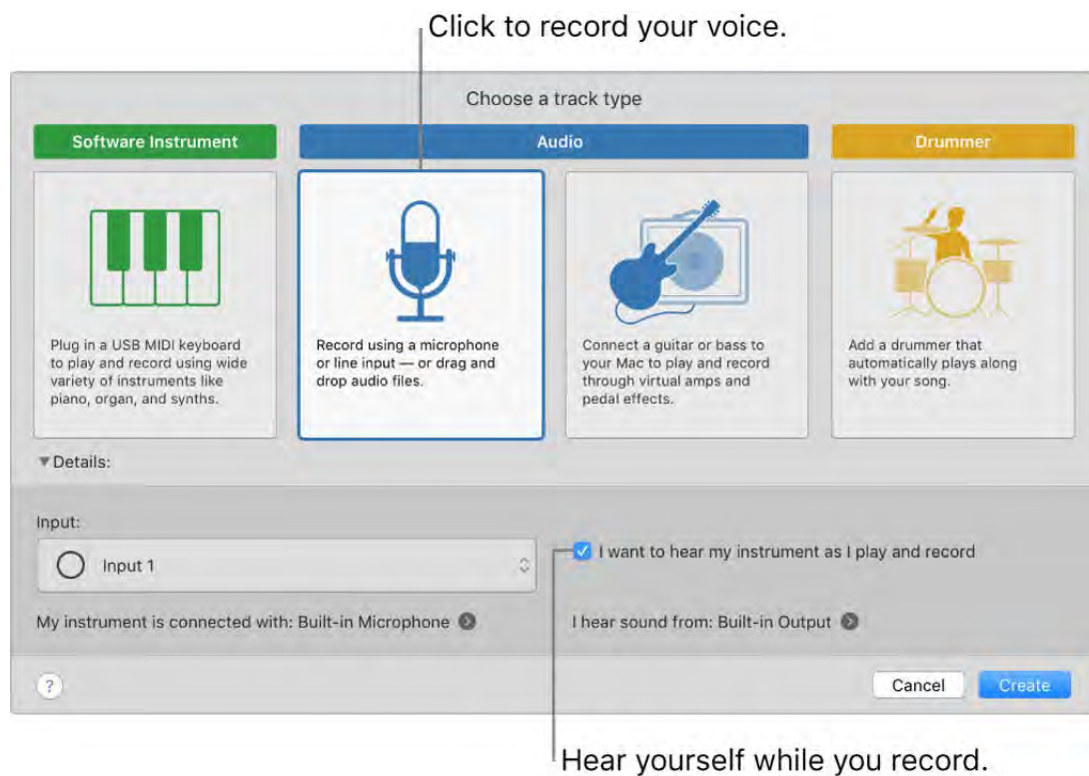 Click to record your voice.
Choose a track type
Software Instrument
Audio
Drummer
Plug in a USB MIDI keyboard
to play and record using wide
variety of instruments like
piano, organ, and synths.
Record using a microphone
or line input — or drag and
drop audio files.
Connect a guitar or bass to
your Mac to play and record
through virtual amps and
pedal effects.
Add a drummer that
automatically plays along
with your song.
Details:
Input:
Input 1
I want to hear my instrument as I play and record
My instrument is connected with: Built-in Microphone
I hear sound from: Built-in Output
?
Cancel
Create
Hear yourself while you record.